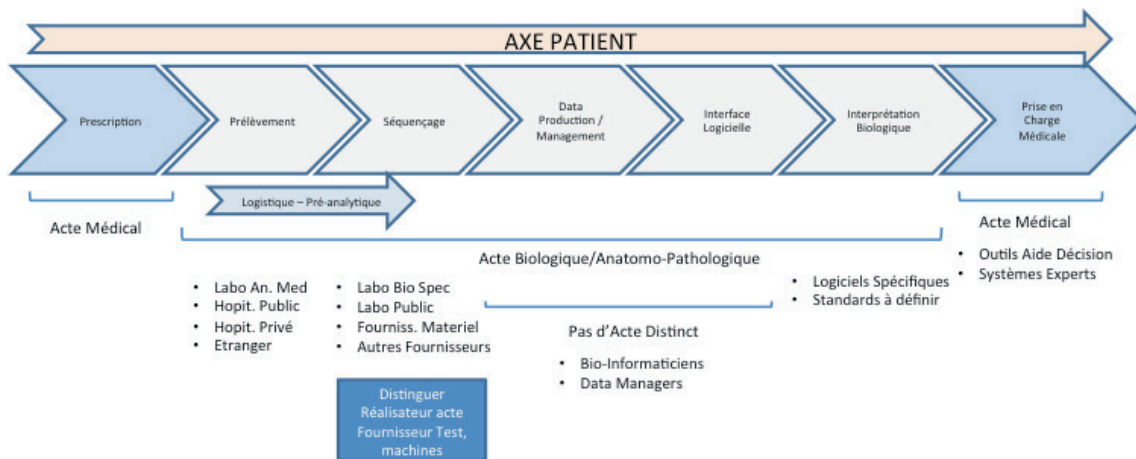 AXE PATIENT
Prescription
Prélèvement
Séquençage
Data
Production /
Management
Interface
Logicielle
Interprétation
Biologique
Prise en
Charge
Médicale
Logistique – Pré-analytique
Acte Médical
Acte Biologique/Anatomo-Pathologique
Acte Médical
• Outils Aide Décision
• Systèmes Experts
• Labo An. Med
• Hopit. Public
• Hopit. Privé
• Etranger
• Labo Bio Spec
• Labo Public
• Fourniss. Materiel
• Autres Fournisseurs
Pas d'Acte Distinct
• Bio-Informaticiens
• Data Managers
• Logiciels Spécifiques
• Standards à définir
Distinguer
Réalisateur acte
Fournisseur Test,
machines